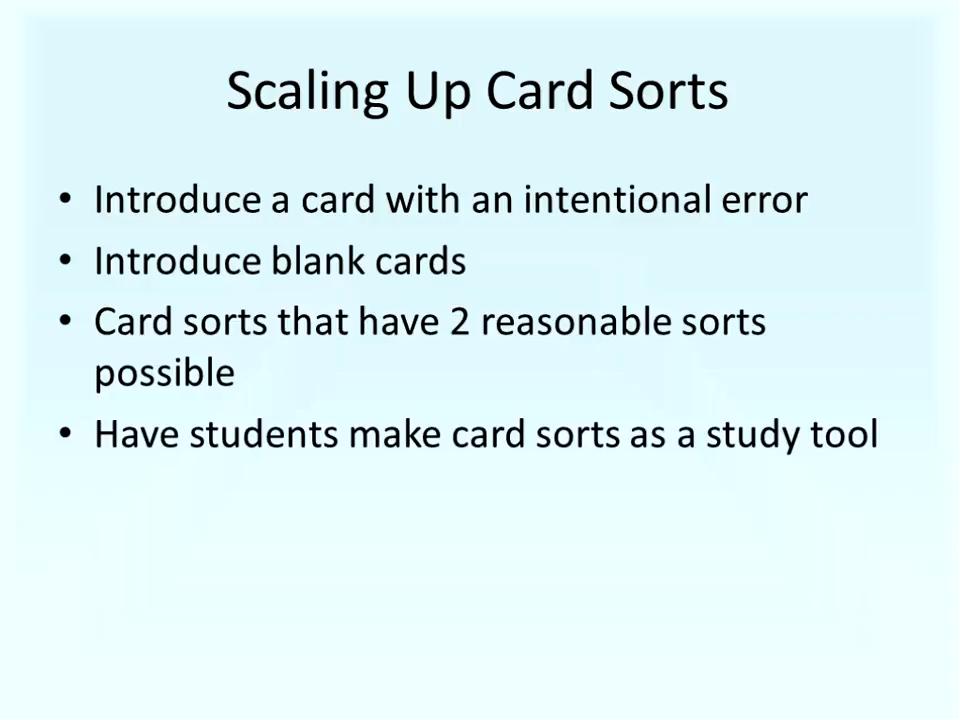 Scaling Up Card Sorts
• Introduce a card with an intentional error
• Introduce blank cards
• Card sorts that have 2 reasonable sorts
possible
• Have students make card sorts as a study tool